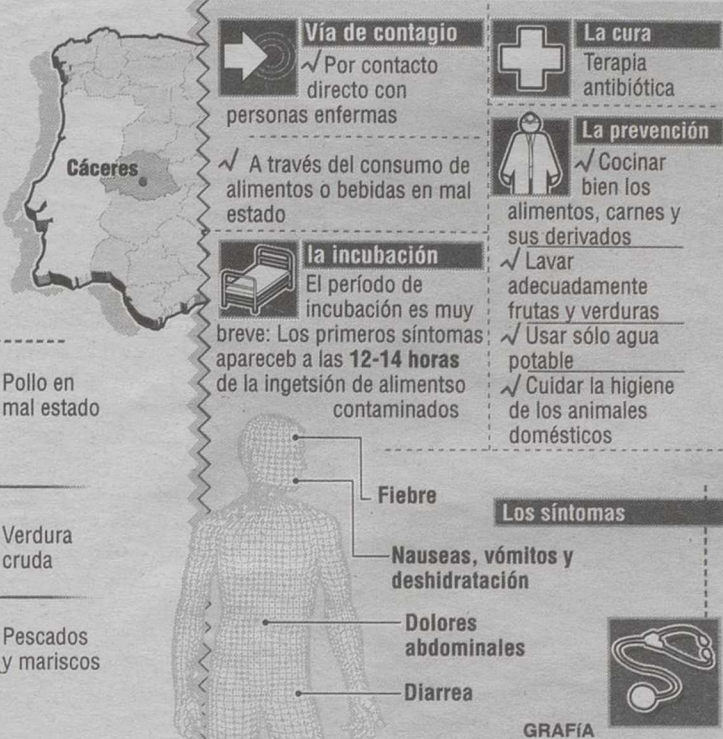 Cáceres
Pollo en
mal estado
Verdura
cruda
Pescados
y mariscos
Vía de contagio
Por contacto
directo con
personas enfermas
A través del consumo de
alimentos o bebidas en mal
estado
la incubación
El período de
incubación es muy
breve: Los primeros síntomas
apareceb a las 12-14 horas
de la ingetsión de alimentso
contaminados
La cura
Terapia
antibiótica
La prevención
Cocinar
bien los
alimentos, carnes y
sus derivados
Lavar
adecuadamente
frutas y verduras
Usar sólo agua
potable
Cuidar la higiene
de los animales
domésticos
Los síntomas
Fiebre
Nauseas, vómitos y
deshidratación
Dolores
abdominales
Diarrea
GRAFíA